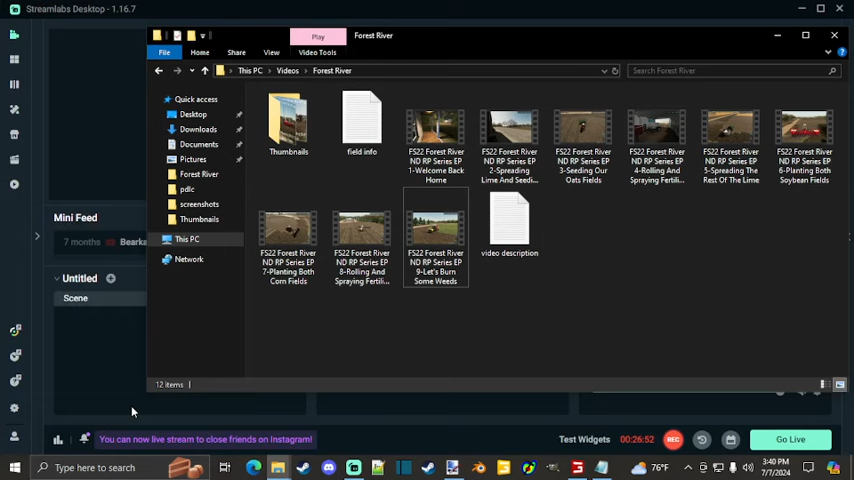 Streamlabs Desktop - 1.16.7
Play
Forest River
File
Home
Share
View
Video Tools
This PC
Videos
Forest River
Search Forest River
Quick access
Desktop
Downloads
Documents
Pictures
Forest River
pdlc
screenshots
Thumbnails
This PC
Network
Thumbnails
field info
FS22 Forest River
ND RP Series EP
1-Welcome Back
Home
FS22 Forest River
ND RP Series EP
2-Spreading
Lime And Seedi...
FS22 Forest River
ND RP Series EP
3-Seeding Our
Oats Fields
FS22 Forest River
ND RP Series EP
4-Rolling And
Spraying Fertili...
FS22 Forest River
ND RP Series EP
5-Spreading The
Rest Of The Lime
FS22 Forest River
ND RP Series EP
6-Planting Both
Soybean Fields
FS22 Forest River
ND RP Series EP
7-Planting Both
Corn Fields
FS22 Forest River
ND RP Series EP
8-Rolling And
Spraying Fertili...
FS22 Forest River
ND RP Series EP
9-Let's Burn
Some Weeds
video description
12 items
Mini Feed
7 months
Bearka
Untitled
Scene
You can now live stream to close friends on Instagram!
Test Widgets
00:26:52
REC
Go Live
Type here to search
76°F
3:40 PM
7/7/2024